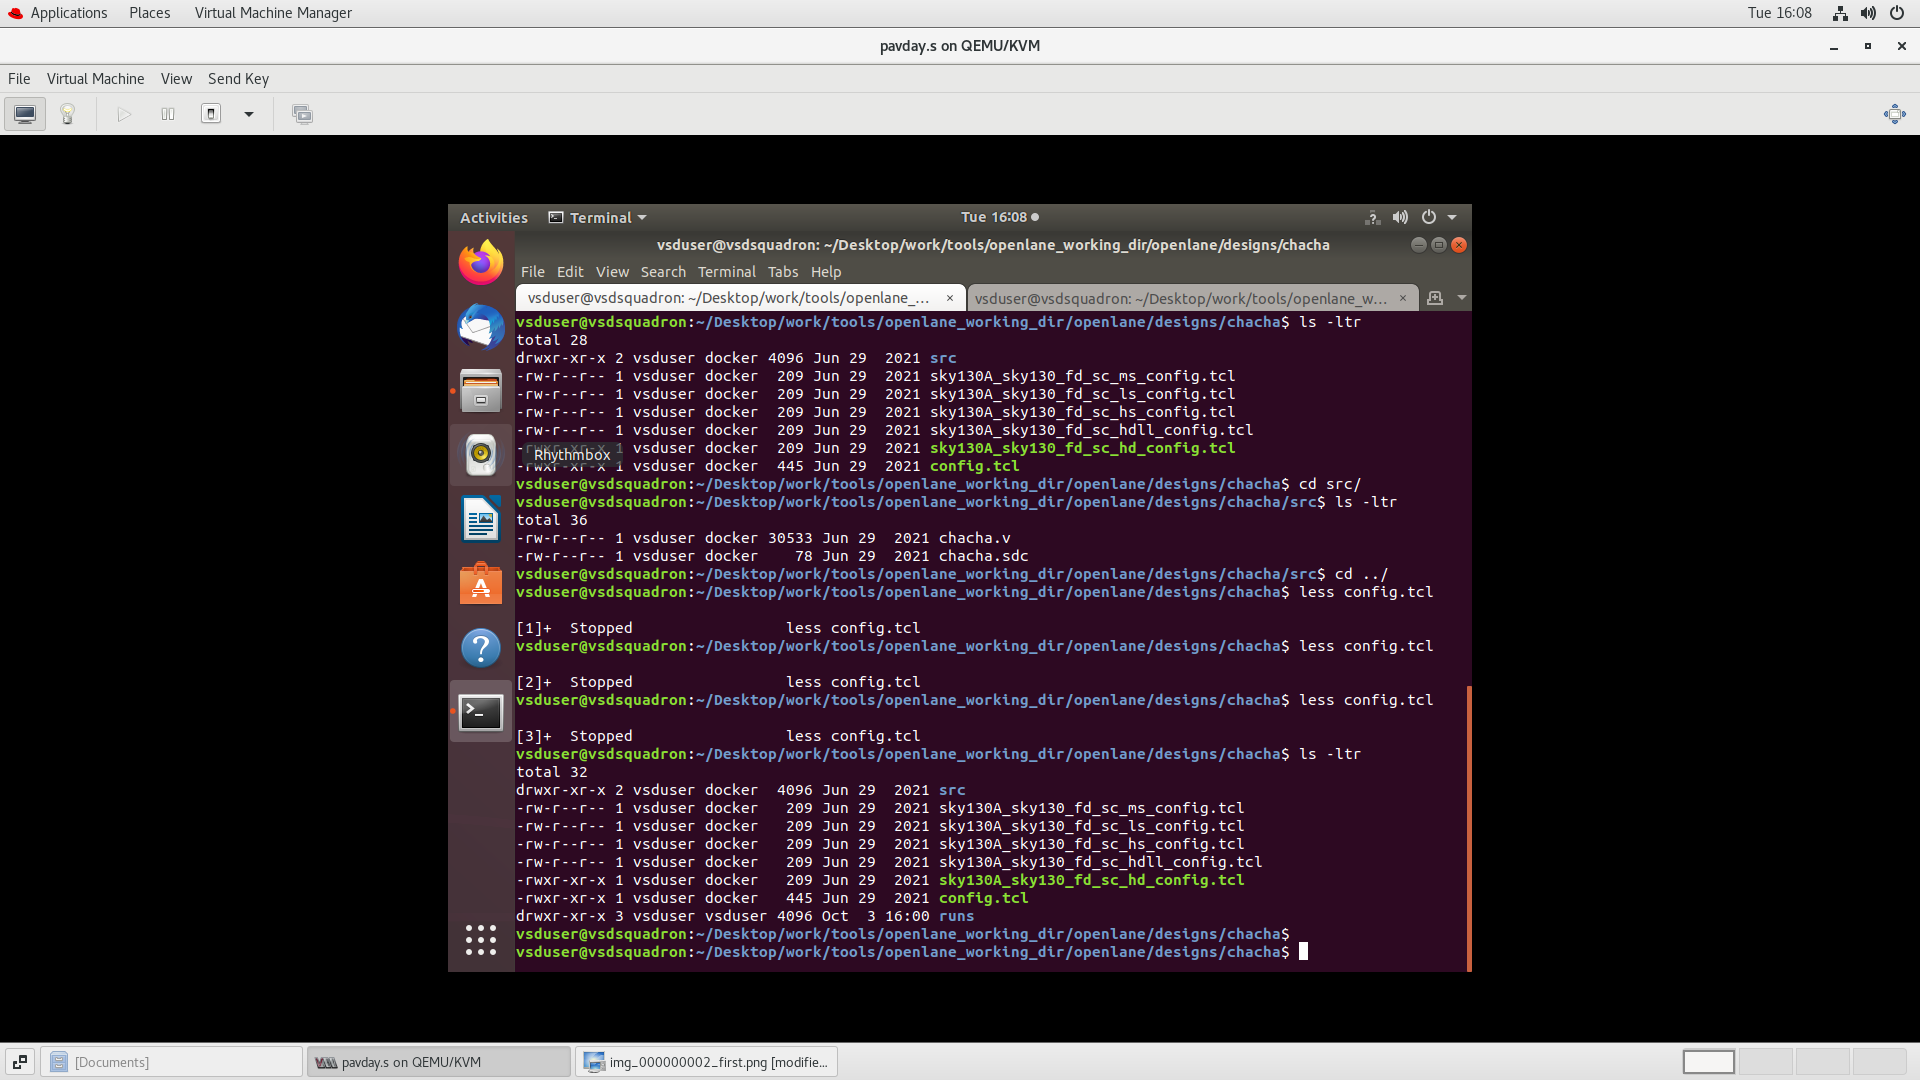 Applications Places Virtual Machine Manager Tue 16:08
pavday.s on QEMU/KVM
File Virtual Machine View Send Key
Activities Terminal Tue 16:08
vsduser@vsdsquadron: ~/Desktop/work/tools/openlane_working_dir/openlane/designs/chacha
File Edit View Search Terminal Tabs Help
vsduser@vsdsquadron: ~/Desktop/work/tools/openlane_... × vsduser@vsdsquadron: ~/Desktop/work/tools/openlane_w... ×
vsduser@vsdsquadron:~/Desktop/work/tools/openlane_working_dir/openlane/designs/chacha$ ls -ltr
total 28
drwxr-xr-x 2 vsduser docker 4096 Jun 29  2021 src
-rw-r--r-- 1 vsduser docker  209 Jun 29  2021 sky130A_sky130_fd_sc_ms_config.tcl
-rw-r--r-- 1 vsduser docker  209 Jun 29  2021 sky130A_sky130_fd_sc_ls_config.tcl
-rw-r--r-- 1 vsduser docker  209 Jun 29  2021 sky130A_sky130_fd_sc_hs_config.tcl
-rw-r--r-- 1 vsduser docker  209 Jun 29  2021 sky130A_sky130_fd_sc_hdll_config.tcl
-rwxr-xr-x 1 vsduser docker  209 Jun 29  2021 sky130A_sky130_fd_sc_hd_config.tcl
Rhythmbox
-rwxr-xr-x 1 vsduser docker  445 Jun 29  2021 config.tcl
vsduser@vsdsquadron:~/Desktop/work/tools/openlane_working_dir/openlane/designs/chacha$ cd src/
vsduser@vsdsquadron:~/Desktop/work/tools/openlane_working_dir/openlane/designs/chacha/src$ ls -ltr
total 36
-rw-r--r-- 1 vsduser docker 30533 Jun 29  2021 chacha.v
-rw-r--r-- 1 vsduser docker    78 Jun 29  2021 chacha.sdc
vsduser@vsdsquadron:~/Desktop/work/tools/openlane_working_dir/openlane/designs/chacha/src$ cd ../
vsduser@vsdsquadron:~/Desktop/work/tools/openlane_working_dir/openlane/designs/chacha$ less config.tcl
[1]+  Stopped                 less config.tcl
vsduser@vsdsquadron:~/Desktop/work/tools/openlane_working_dir/openlane/designs/chacha$ less config.tcl
[2]+  Stopped                 less config.tcl
vsduser@vsdsquadron:~/Desktop/work/tools/openlane_working_dir/openlane/designs/chacha$ less config.tcl
[3]+  Stopped                 less config.tcl
vsduser@vsdsquadron:~/Desktop/work/tools/openlane_working_dir/openlane/designs/chacha$ ls -ltr
total 32
drwxr-xr-x 2 vsduser docker  4096 Jun 29  2021 src
-rw-r--r-- 1 vsduser docker   209 Jun 29  2021 sky130A_sky130_fd_sc_ms_config.tcl
-rw-r--r-- 1 vsduser docker   209 Jun 29  2021 sky130A_sky130_fd_sc_ls_config.tcl
-rw-r--r-- 1 vsduser docker   209 Jun 29  2021 sky130A_sky130_fd_sc_hs_config.tcl
-rw-r--r-- 1 vsduser docker   209 Jun 29  2021 sky130A_sky130_fd_sc_hdll_config.tcl
-rwxr-xr-x 1 vsduser docker   209 Jun 29  2021 sky130A_sky130_fd_sc_hd_config.tcl
-rwxr-xr-x 1 vsduser docker   445 Jun 29  2021 config.tcl
drwxr-xr-x 3 vsduser vsduser 4096 Oct  3 16:00 runs
vsduser@vsdsquadron:~/Desktop/work/tools/openlane_working_dir/openlane/designs/chacha$
vsduser@vsdsquadron:~/Desktop/work/tools/openlane_working_dir/openlane/designs/chacha$
[Documents] pavday.s on QEMU/KVM img_000000002_first.png [modifie...